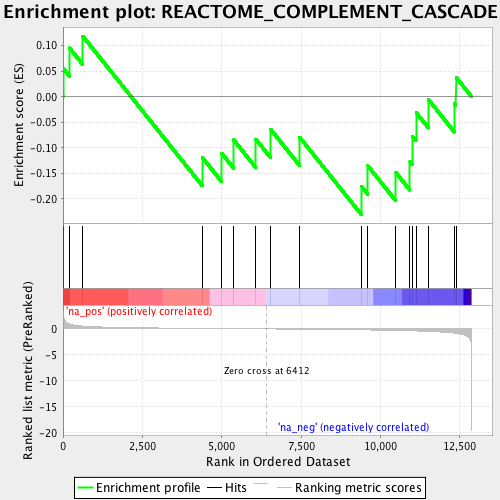 Enrichment plot: REACTOME_COMPLEMENT_CASCADE
Enrichment score (ES)
0.10
0.05
0.00
-0.05
-0.10
-0.15
-0.20
'na_pos' (positively correlated)
Ranked list metric (PreRanked)
0
-5
-10
-15
-20
Zero cross at 6412
'na_neg' (negatively correlated)
0
2,500
5,000
7,500
10,000
12,500
Rank in Ordered Dataset
Enrichment profile
Hits
Ranking metric scores